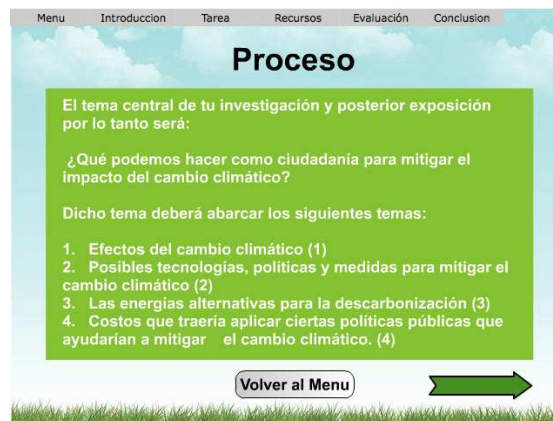 Menu Introduccion Tarea Recursos Evaluación Conclusion
Proceso
El tema central de tu investigación y posterior exposición
por lo tanto será:
¿Qué podemos hacer como ciudadanía para mitigar el
impacto del cambio climático?
Dicho tema deberá abarcar los siguientes temas:
1. Efectos del cambio climático (1)
2. Posibles tecnologías, politicas y medidas para mitigar el
cambio climático (2)
3. Las energías alternativas para la descarbonización (3)
4. Costos que traería aplicar ciertas políticas públicas que
ayudarían a mitigar el cambio climático. (4)
Volver al Menu